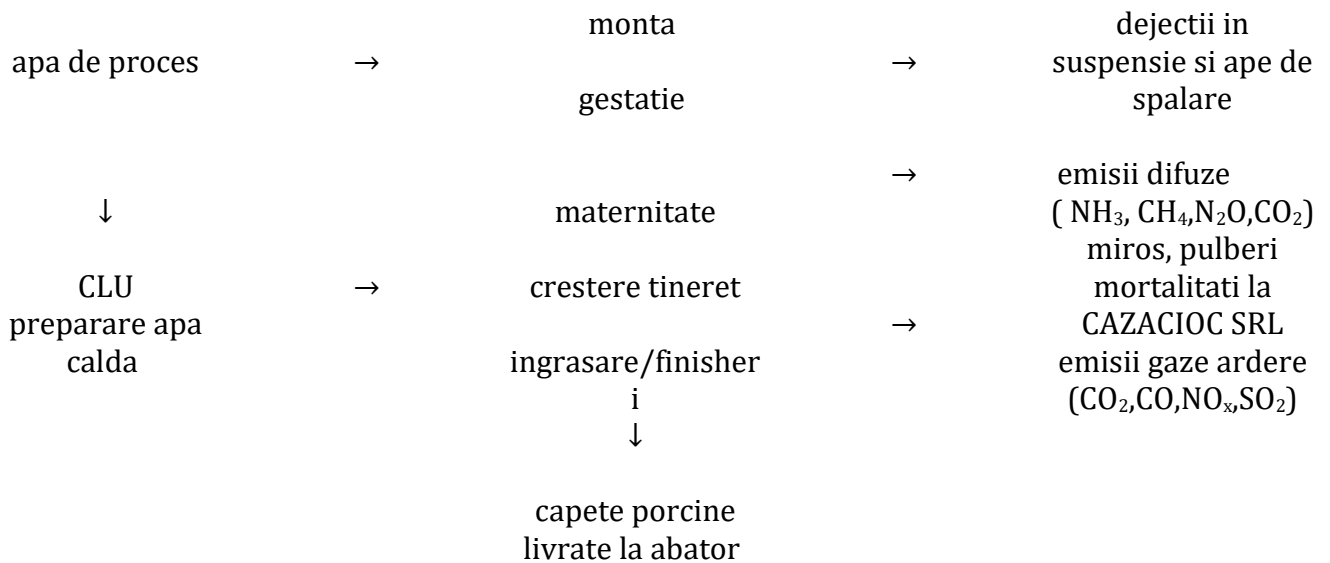 monta
dejectii in
apa de proces → → suspensie si ape de
gestatie spalare
→ emisii difuze
↓ maternitate ( NH₃, CH₄,N₂O,CO₂)
miros, pulberi
CLU → crestere tineret mortalitati la
preparare apa → CAZACIOC SRL
calda ingrasare/finisher emisii gaze ardere
i (CO₂,CO,NOₓ,SO₂)
↓
capete porcine
livrate la abator